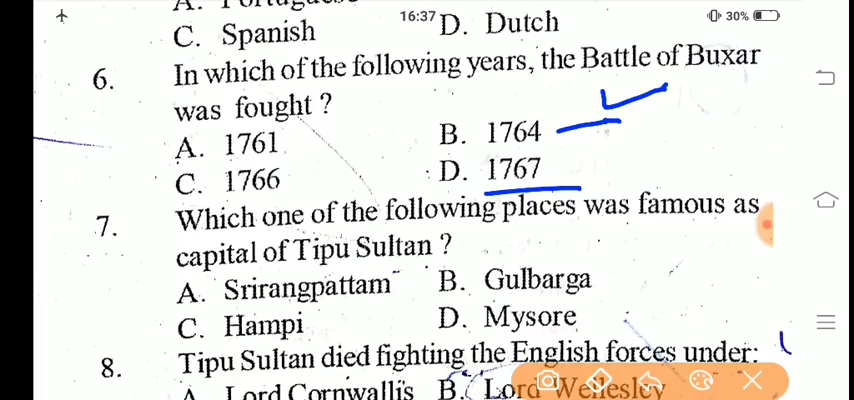 16:37
30%
C. Spanish D. Dutch
6. In which of the following years, the Battle of Buxar
was fought ?
A. 1761 B. 1764
C. 1766 D. 1767
7. Which one of the following places was famous as
capital of Tipu Sultan ?
A. Srirangpattam B. Gulbarga
C. Hampi D. Mysore
8. Tipu Sultan died fighting the English forces under:
A. Lord Cornwallis B. Lord Wellesley